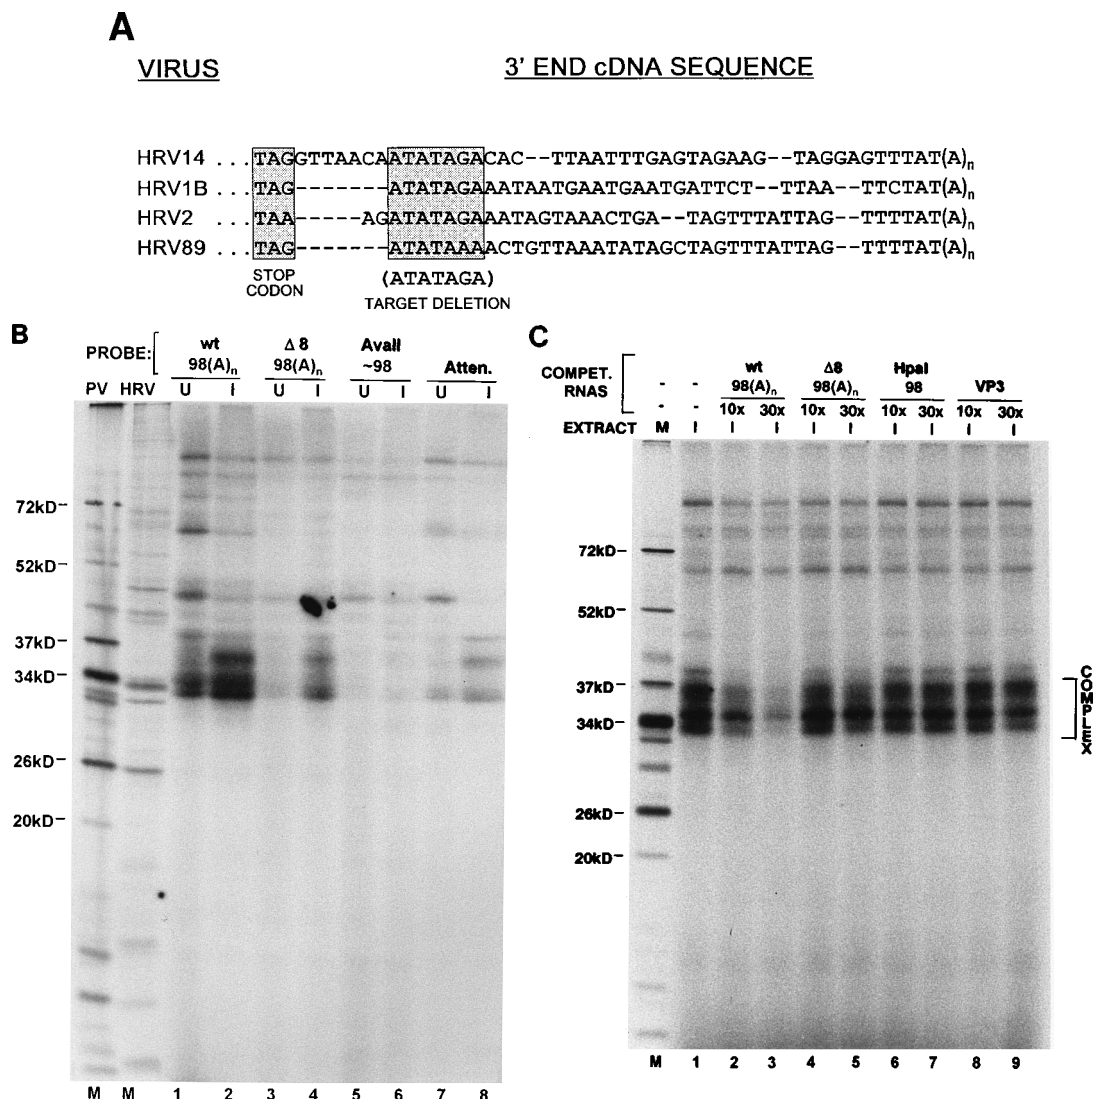 A
VIRUS 3' END cDNA SEQUENCE
HRV14 ...TAGGTTAACAATATAGACAC--TTAATTTGAGTAGAAG--TAGGAGTTTAT(A)n
HRV1B ...TAG-------ATATAGAAATAATGAATGAATGATTCT--TTAA--TTCTAT(A)n
HRV2 ...TAA-----AGATATAGAAATAGTAAACTGA--TAGTTTATTAG--TTTTAT(A)n
HRV89 ...TAG-------ATATAAAACTGTTAAATATAGCTAGTTTATTAG--TTTTAT(A)n
STOP CODON
(ATATAGA)
TARGET DELETION
B
PROBE:
wt Δ8 AvaII
98(A)n 98(A)n ~98 Atten.
PV HRV U I U I U I U I
72kD
52kD
37kD
34kD
26kD
20kD
M M 1 2 3 4 5 6 7 8
C
COMPET. RNAS
wt Δ8 HpaI
- - 98(A)n 98(A)n 98 VP3
- - 10x 30x 10x 30x 10x 30x 10x 30x
EXTRACT M I I I I I I I I I
72kD
52kD
37kD
34kD
26kD
20kD
COMPLEX
M 1 2 3 4 5 6 7 8 9